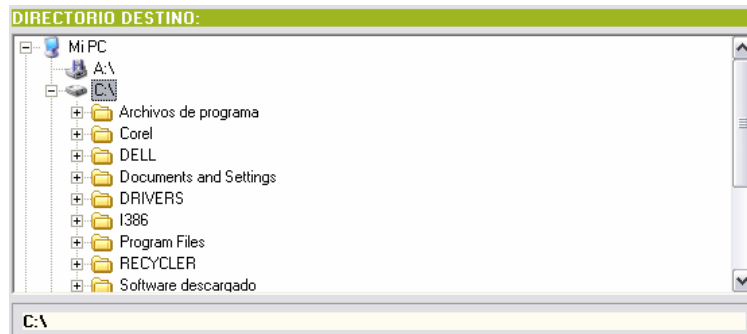 DIRECTORIO DESTINO:
Mi PC
A:\
C:\
Archivos de programa
Corel
DELL
Documents and Settings
DRIVERS
I386
Program Files
RECYCLER
Software descargado
C:\